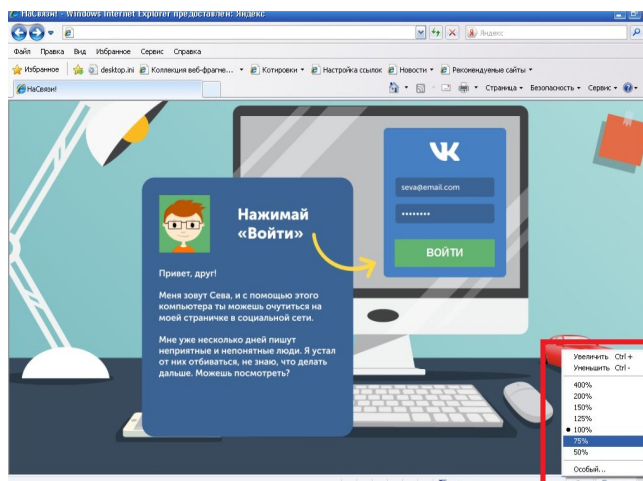 НаСвязи! - Windows Internet Explorer предоставлен: Яндекс
Яндекс
Файл Правка Вид Избранное Сервис Справка
Избранное desktop.ini Коллекция веб-фрагме... Котировки Настройка ссылок Новости Рекомендуемые сайты
НаСвязи! Страница Безопасность Сервис
seva@email.com
••••••••
ВОЙТИ
Нажимай
«Войти»
Привет, друг!
Меня зовут Сева, и с помощью этого
компьютера ты можешь очутиться на
моей страничке в социальной сети.
Мне уже несколько дней пишут
неприятные и непонятные люди. Я устал
от них отбиваться, не знаю, что делать
дальше. Можешь посмотреть?
Увеличить Ctrl +
Уменьшить Ctrl -
400%
200%
150%
125%
100%
75%
50%
Особый...